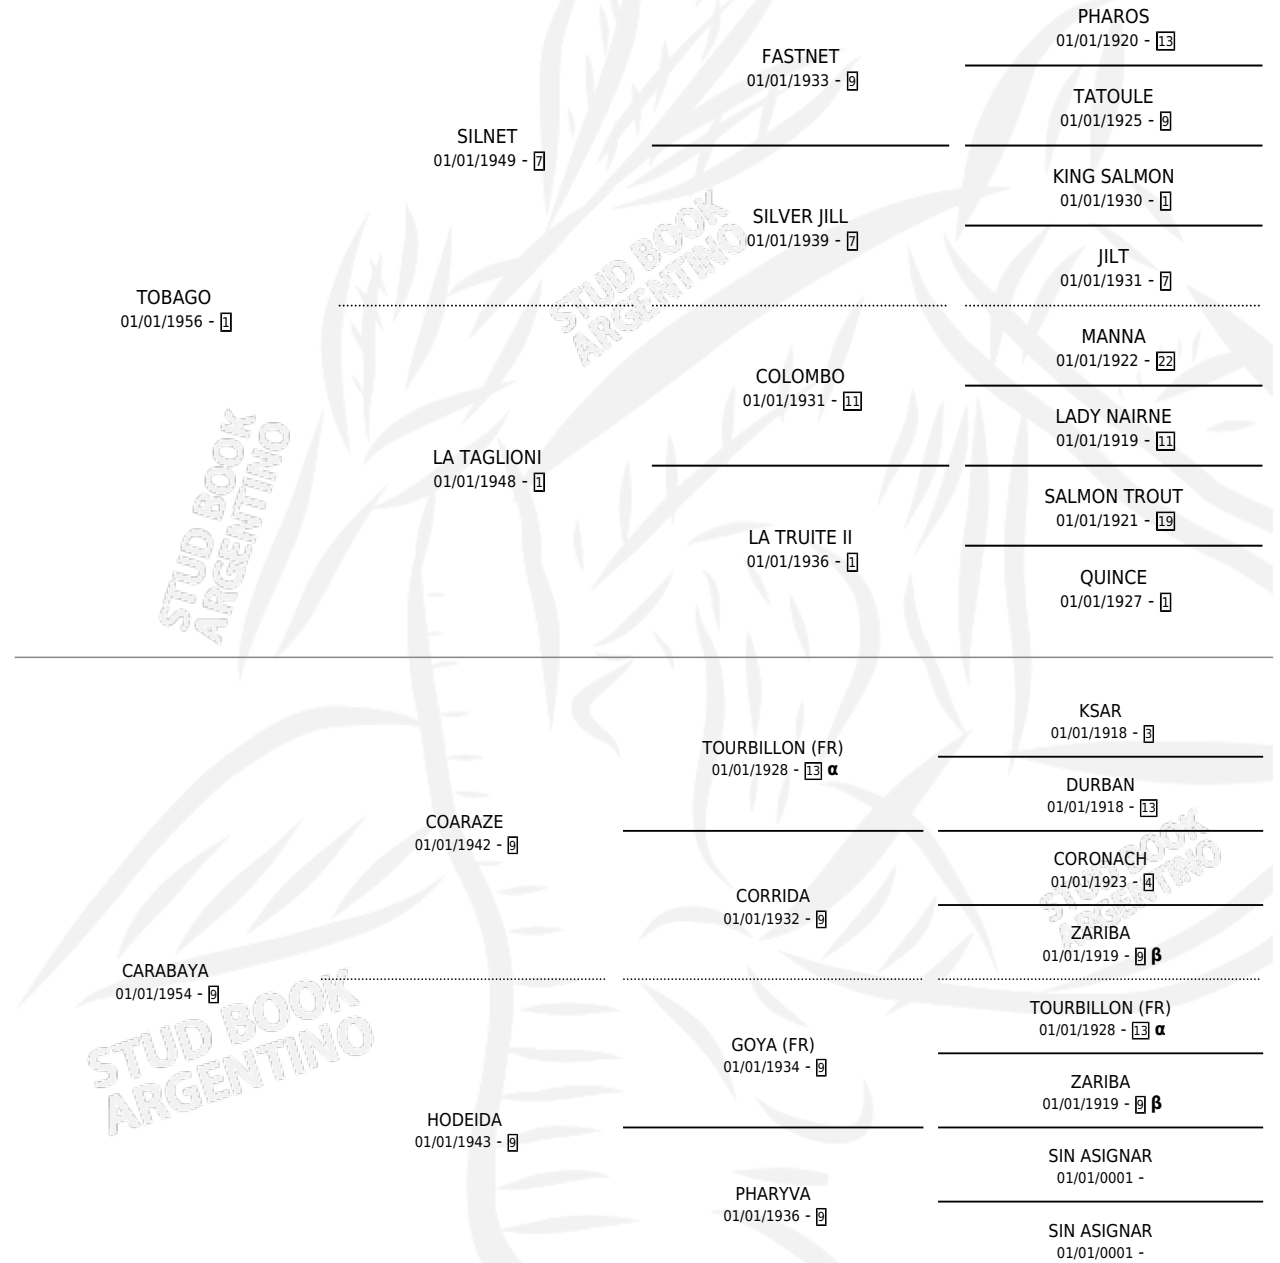 PHAROS
01/01/1920 - 13
FASTNET
01/01/1933 - 9
TATOULE
01/01/1925 - 9
SILNET
01/01/1949 - 7
KING SALMON
01/01/1930 - 1
SILVER JILL
01/01/1939 - 7
JILT
01/01/1931 - 7
TOBAGO
01/01/1956 - 1
MANNA
01/01/1922 - 22
COLOMBO
01/01/1931 - 11
LADY NAIRNE
01/01/1919 - 11
LA TAGLIONI
01/01/1948 - 1
SALMON TROUT
01/01/1921 - 19
LA TRUITE II
01/01/1936 - 1
QUINCE
01/01/1927 - 1
KSAR
01/01/1918 - 3
TOURBILLON (FR)
01/01/1928 - 13 α
DURBAN
01/01/1918 - 13
COARAZE
01/01/1942 - 9
CORONACH
01/01/1923 - 4
CORRIDA
01/01/1932 - 9
ZARIBA
01/01/1919 - 9 β
CARABAYA
01/01/1954 - 9
TOURBILLON (FR)
01/01/1928 - 13 α
GOYA (FR)
01/01/1934 - 9
ZARIBA
01/01/1919 - 9 β
HODEIDA
01/01/1943 - 9
SIN ASIGNAR
01/01/0001 -
PHARYVA
01/01/1936 - 9
SIN ASIGNAR
01/01/0001 -
STUD BOOK
ARGENTINO
STUD BOOK
ARGENTINO
STUD BOOK
ARGENTINO
STUD BOOK
ARGENTINO